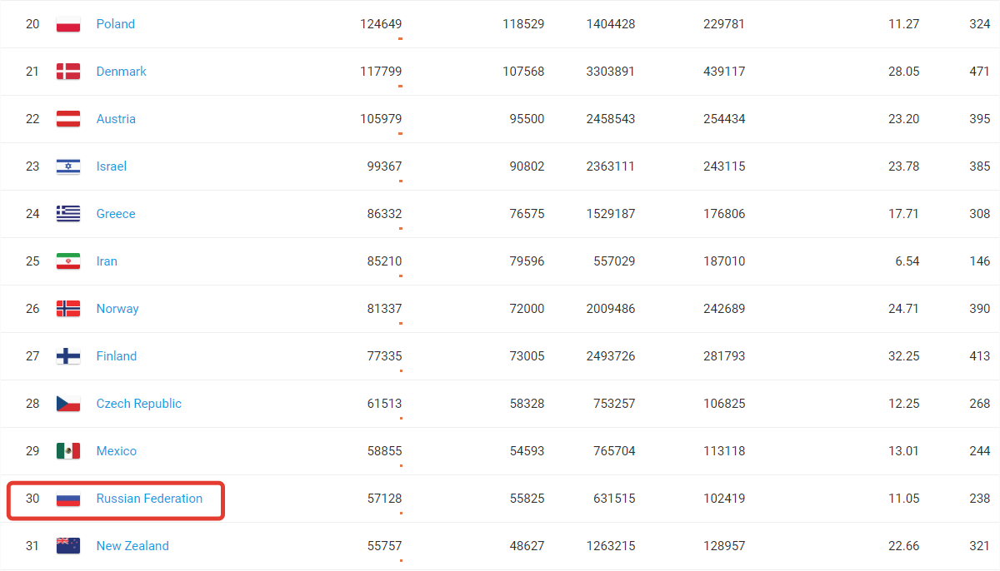 20 Poland 124649 118529 1404428 229781 11.27 324
21 Denmark 117799 107568 3303891 439117 28.05 471
22 Austria 105979 95500 2458543 254434 23.20 395
23 Israel 99367 90802 2363111 243115 23.78 385
24 Greece 86332 76575 1529187 176806 17.71 308
25 Iran 85210 79596 557029 187010 6.54 146
26 Norway 81337 72000 2009486 242689 24.71 390
27 Finland 77335 73005 2493726 281793 32.25 413
28 Czech Republic 61513 58328 753257 106825 12.25 268
29 Mexico 58855 54593 765704 113118 13.01 244
30 Russian Federation 57128 55825 631515 102419 11.05 238
31 New Zealand 55757 48627 1263215 128957 22.66 321